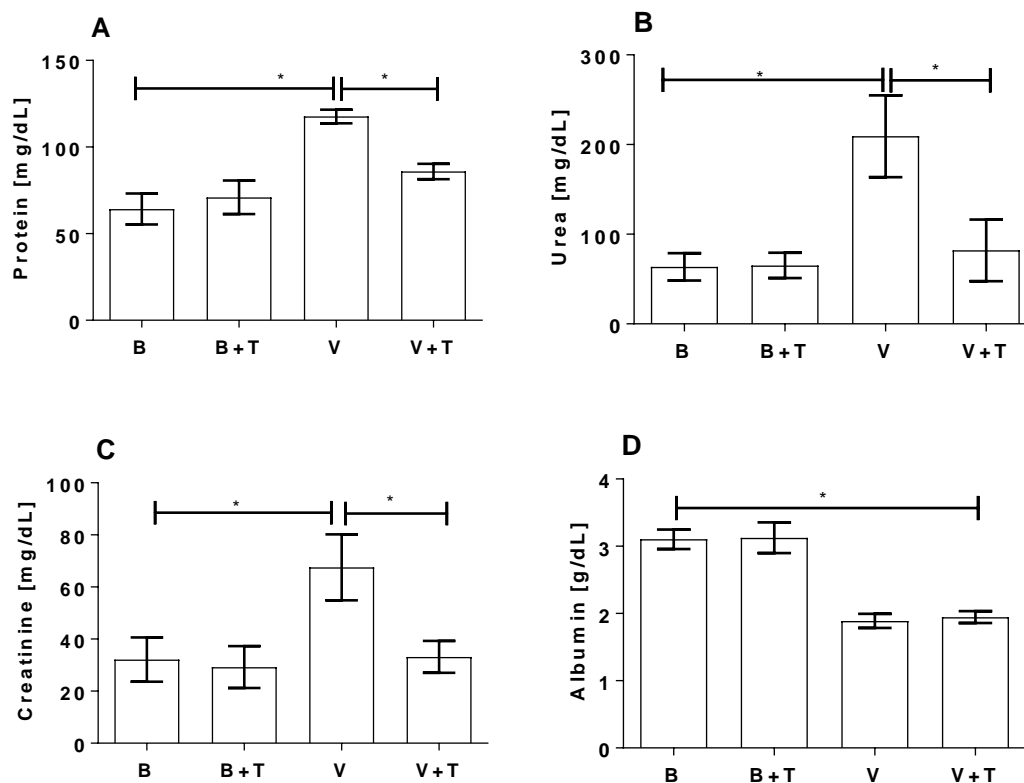 A
Protein [mg/dL]
150
100
50
0
*
*
B
B+T
V
V+T
B
Urea [mg/dL]
300
200
100
0
*
*
B
B+T
V
V+T
C
Creatinine [mg/dL]
100
80
60
40
20
0
*
*
B
B+T
V
V+T
D
Albumin [g/dL]
4
3
2
1
0
*
B
B+T
V
V+T